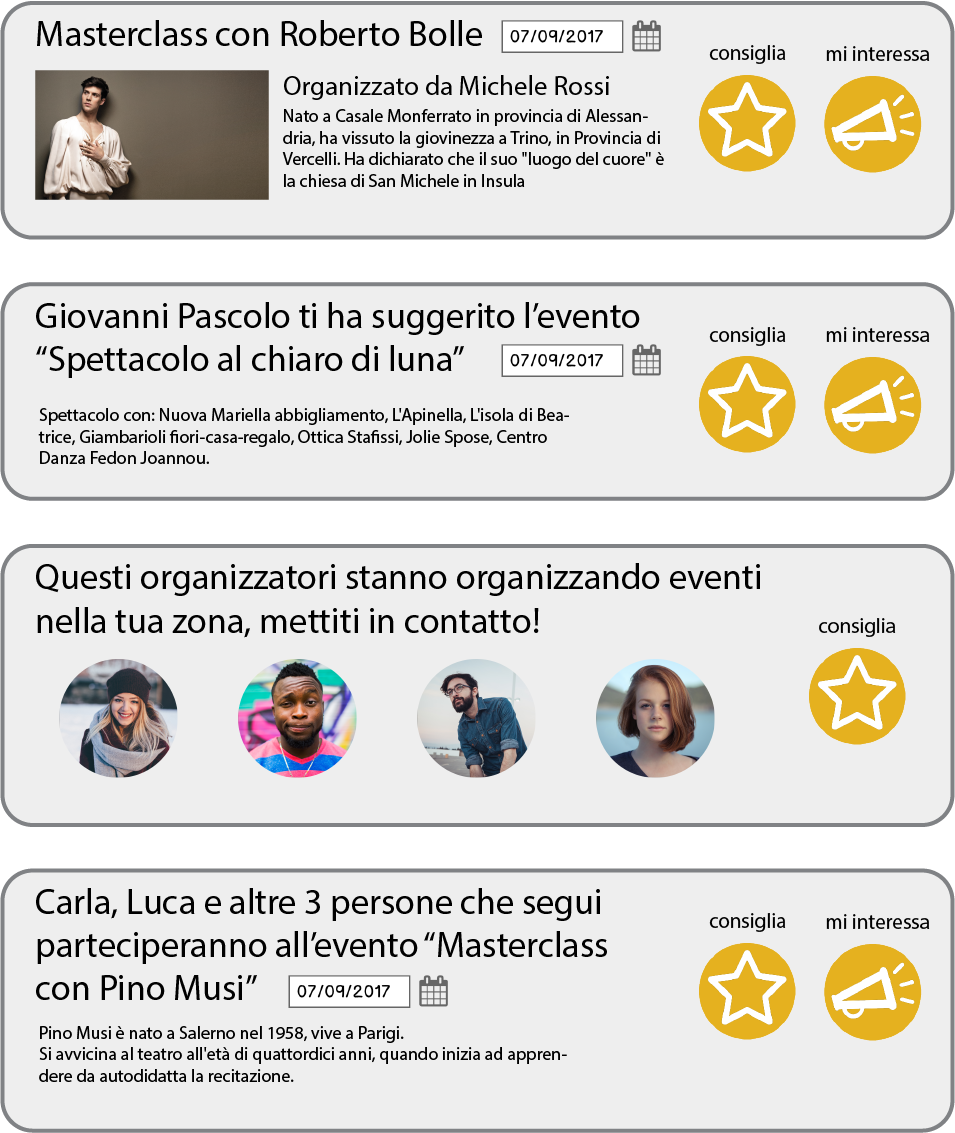 Masterclass con Roberto Bolle
07/09/2017
consiglia
mi interessa
Organizzato da Michele Rossi
Nato a Casale Monferrato in provincia di Alessan-
dria, ha vissuto la giovinezza a Trino, in Provincia di
Vercelli. Ha dichiarato che il suo "luogo del cuore" è
la chiesa di San Michele in Insula
Giovanni Pascolo ti ha suggerito l’evento
“Spettacolo al chiaro di luna”
07/09/2017
consiglia
mi interessa
Spettacolo con: Nuova Mariella abbigliamento, L'Apinella, L'isola di Bea-
trice, Giambarioli fiori-casa-regalo, Ottica Stafissi, Jolie Spose, Centro
Danza Fedon Joannou.
Questi organizzatori stanno organizzando eventi
nella tua zona, mettiti in contatto!
consiglia
Carla, Luca e altre 3 persone che segui
parteciperanno all’evento “Masterclass
con Pino Musi”
07/09/2017
consiglia
mi interessa
Pino Musi è nato a Salerno nel 1958, vive a Parigi.
Si avvicina al teatro all'età di quattordici anni, quando inizia ad appren-
dere da autodidatta la recitazione.